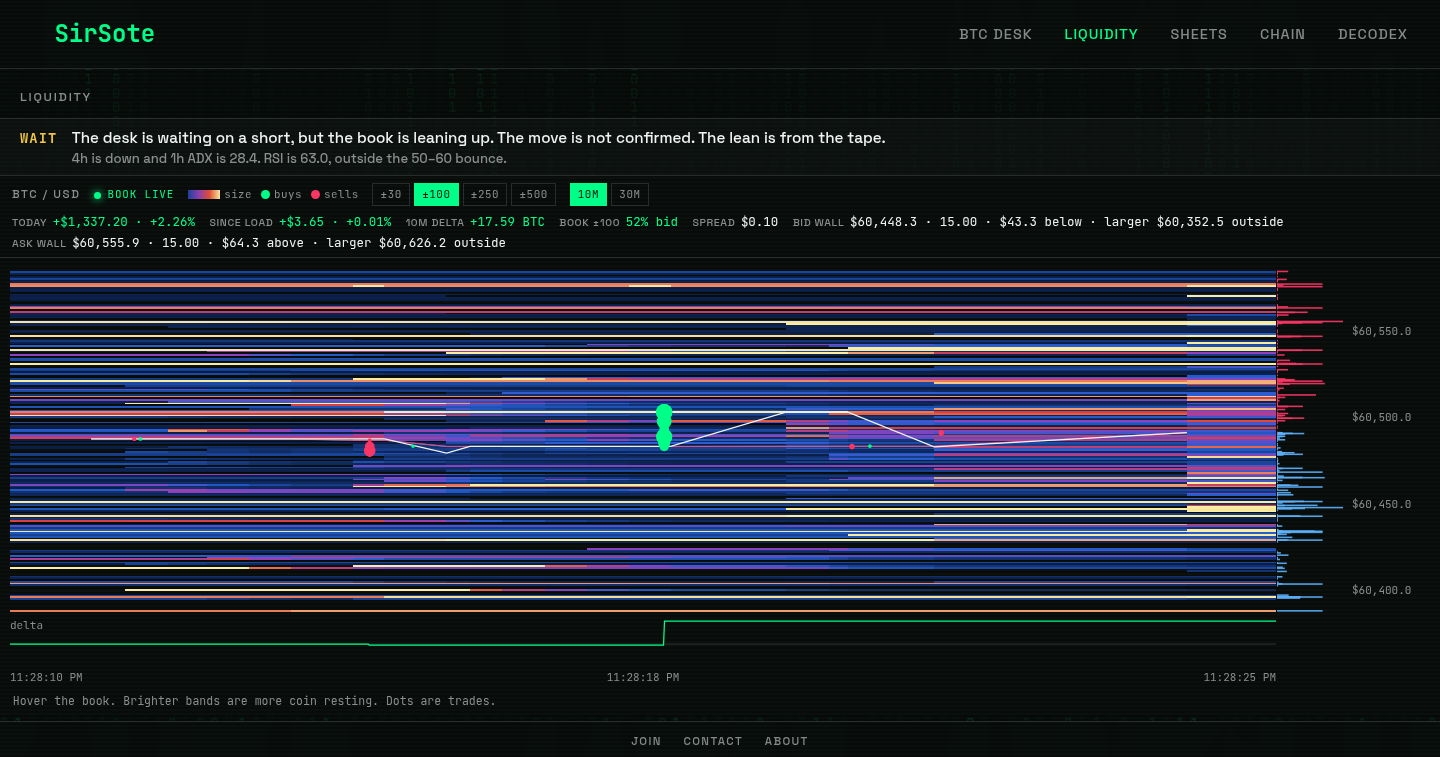 SirSote
BTC DESK LIQUIDITY SHEETS CHAIN DECODEX
LIQUIDITY
WAIT The desk is waiting on a short, but the book is leaning up. The move is not confirmed. The lean is from the tape.
4h is down and 1h ADX is 28.4. RSI is 63.0, outside the 50–60 bounce.
BTC / USD BOOK LIVE size buys sells ±30 ±100 ±250 ±500 10M 30M
TODAY +$1,337.20 · +2.26% SINCE LOAD +$3.65 · +0.01% 10M DELTA +17.59 BTC BOOK ±100 52% bid SPREAD $0.10 BID WALL $60,448.3 · 15.00 · $43.3 below · larger $60,352.5 outside
ASK WALL $60,555.9 · 15.00 · $64.3 above · larger $60,626.2 outside
$60,550.0
$60,500.0
$60,450.0
$60,400.0
delta
11:28:10 PM 11:28:18 PM 11:28:25 PM
Hover the book. Brighter bands are more coin resting. Dots are trades.
JOIN CONTACT ABOUT